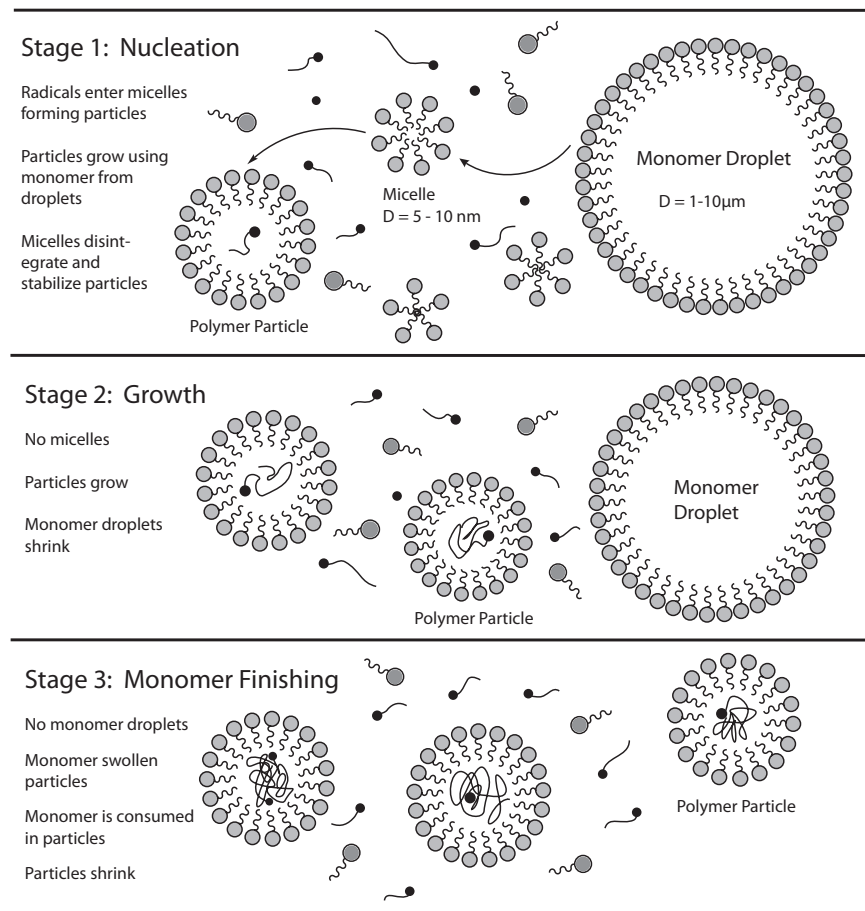 Stage 1: Nucleation
Radicals enter micelles
forming particles
Particles grow using
monomer from
droplets
Micelles disint-
egrate and
stabilize particles
Micelle
D = 5 - 10 nm
Monomer Droplet
D = 1-10µm
Polymer Particle
Stage 2: Growth
No micelles
Particles grow
Monomer droplets
shrink
Monomer
Droplet
Polymer Particle
Stage 3: Monomer Finishing
No monomer droplets
Monomer swollen
particles
Monomer is consumed
in particles
Particles shrink
Polymer Particle